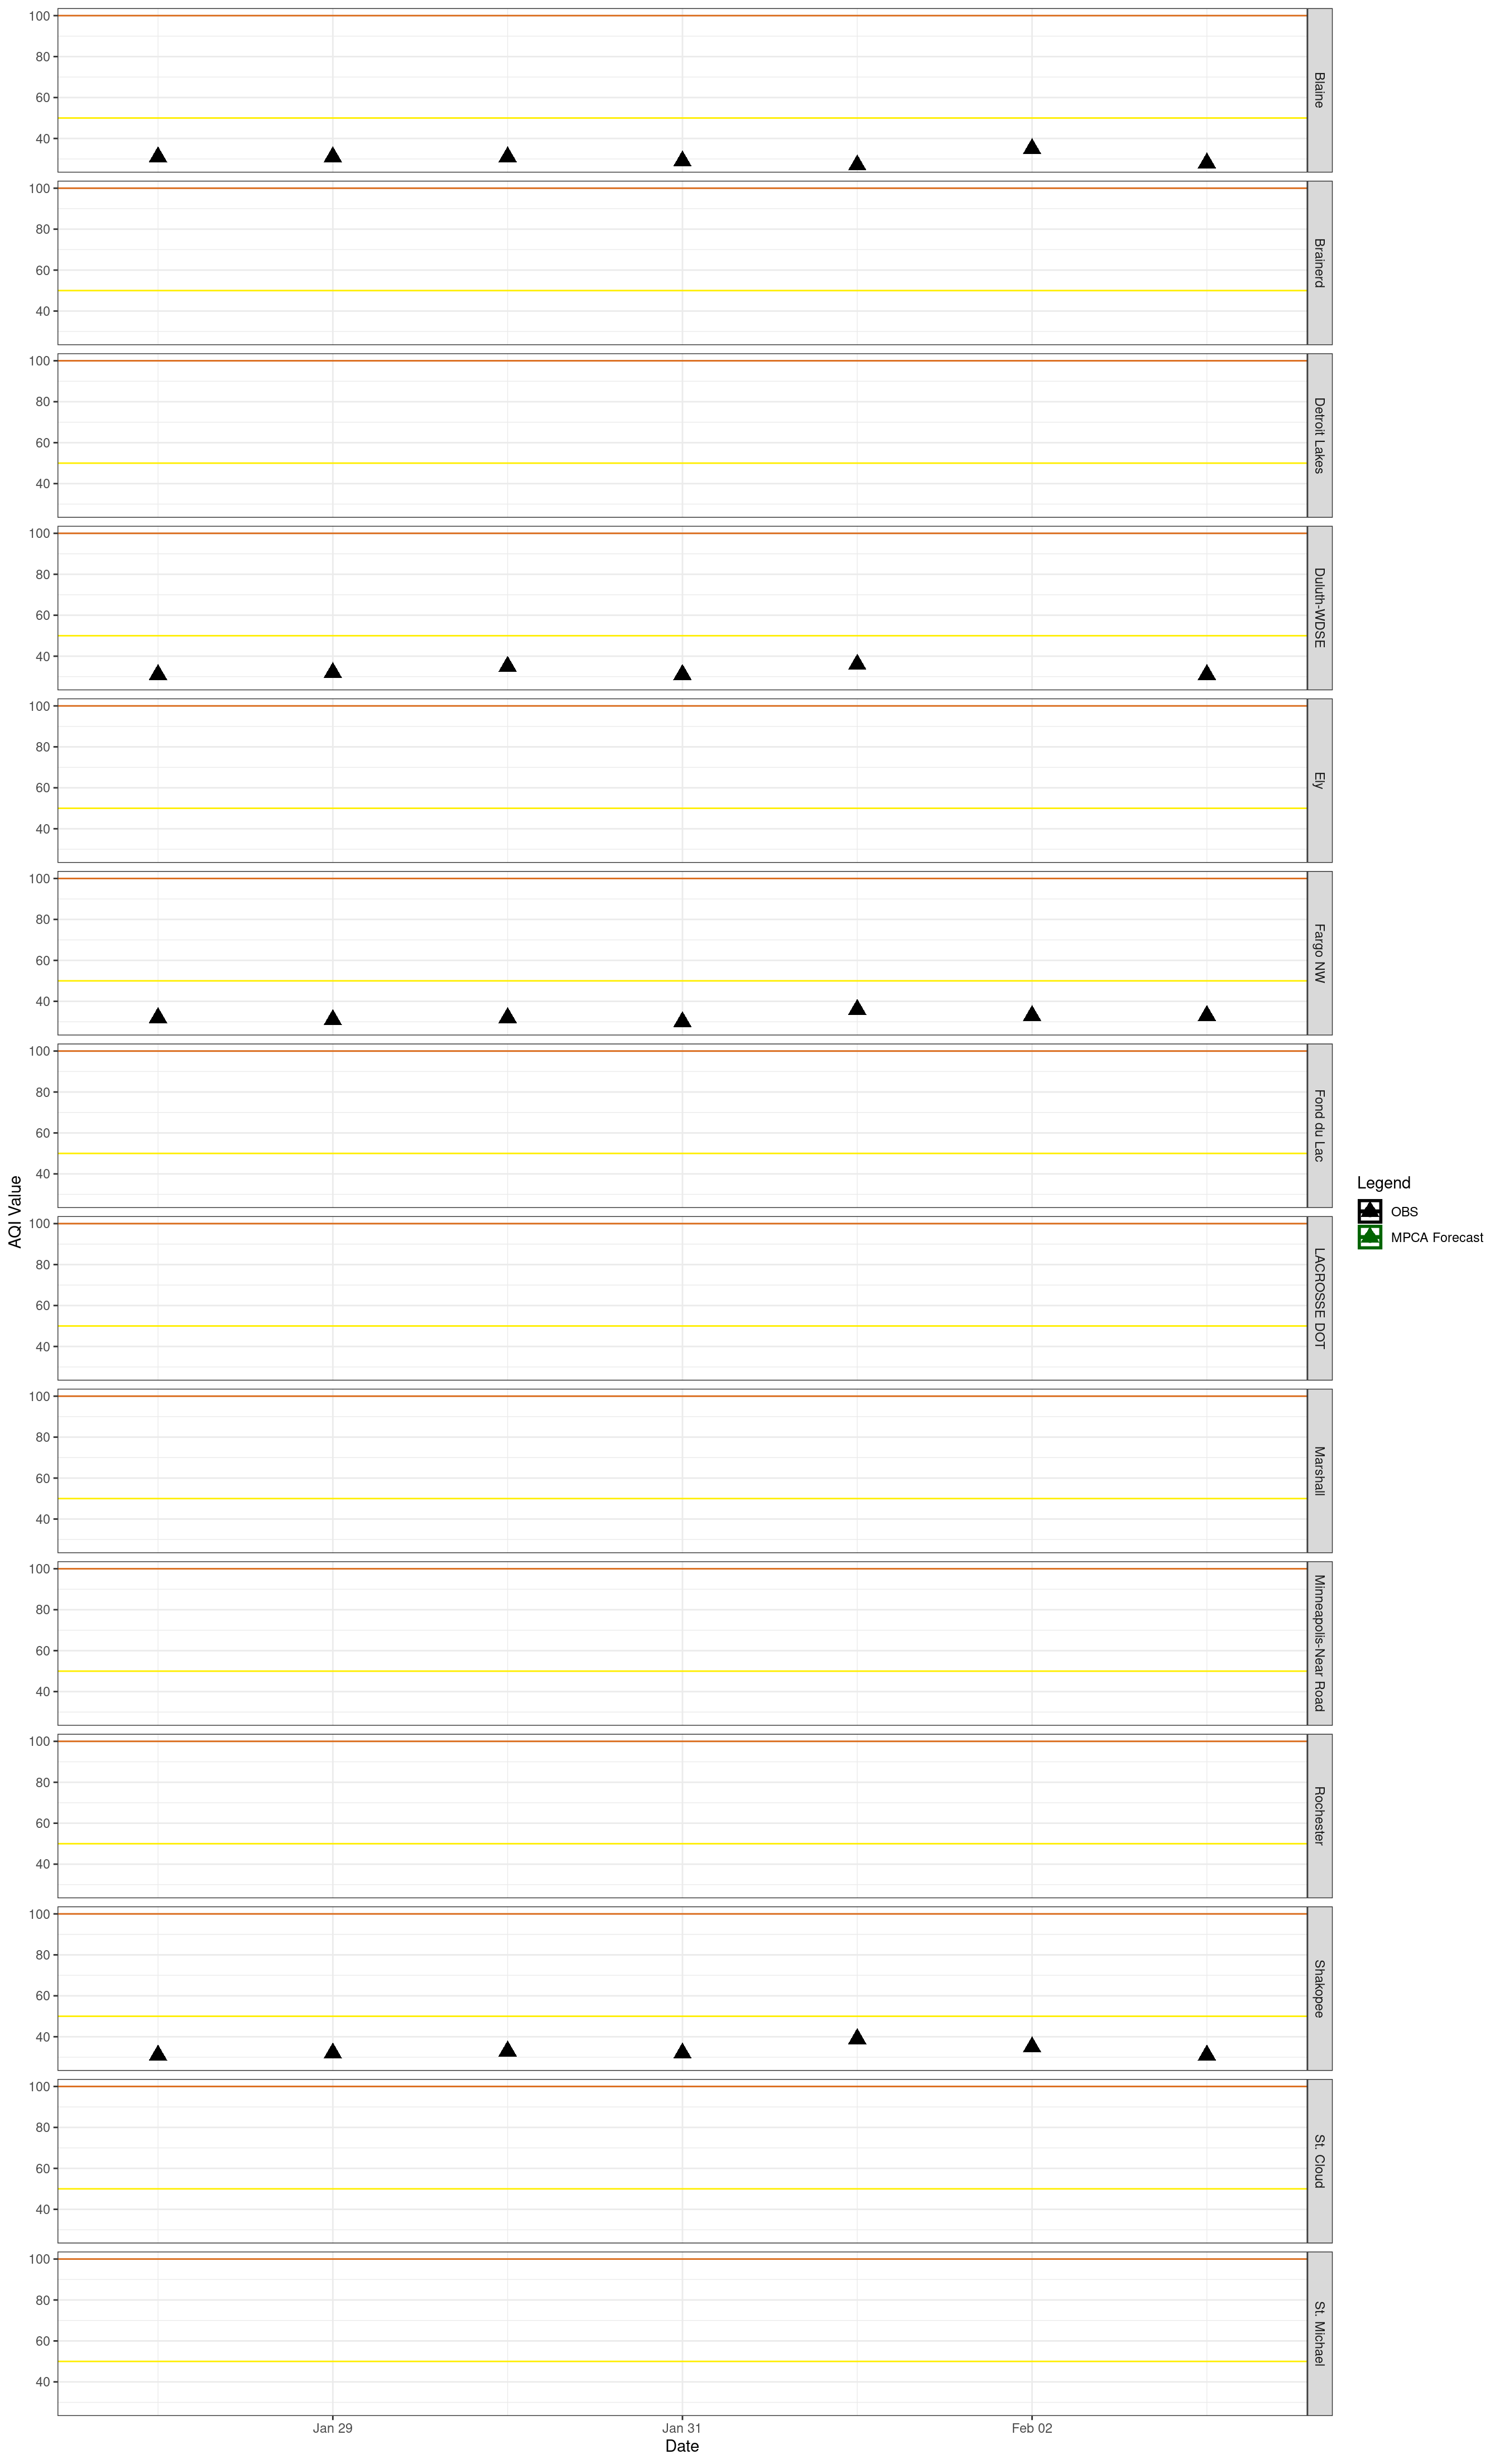 100
80
60
40
Blaine
100
80
60
40
Brainerd
100
80
60
40
Detroit Lakes
100
80
60
40
Duluth-WDSE
100
80
60
40
Ely
100
80
60
40
Fargo NW
100
80
60
40
Fond du Lac
100
80
60
40
LACROSSE DOT
100
80
60
40
Marshall
100
80
60
40
Minneapolis-Near Road
100
80
60
40
Rochester
100
80
60
40
Shakopee
100
80
60
40
St. Cloud
100
80
60
40
St. Michael
Jan 29
Jan 31
Feb 02
Date
AQI Value
Legend
OBS
MPCA Forecast